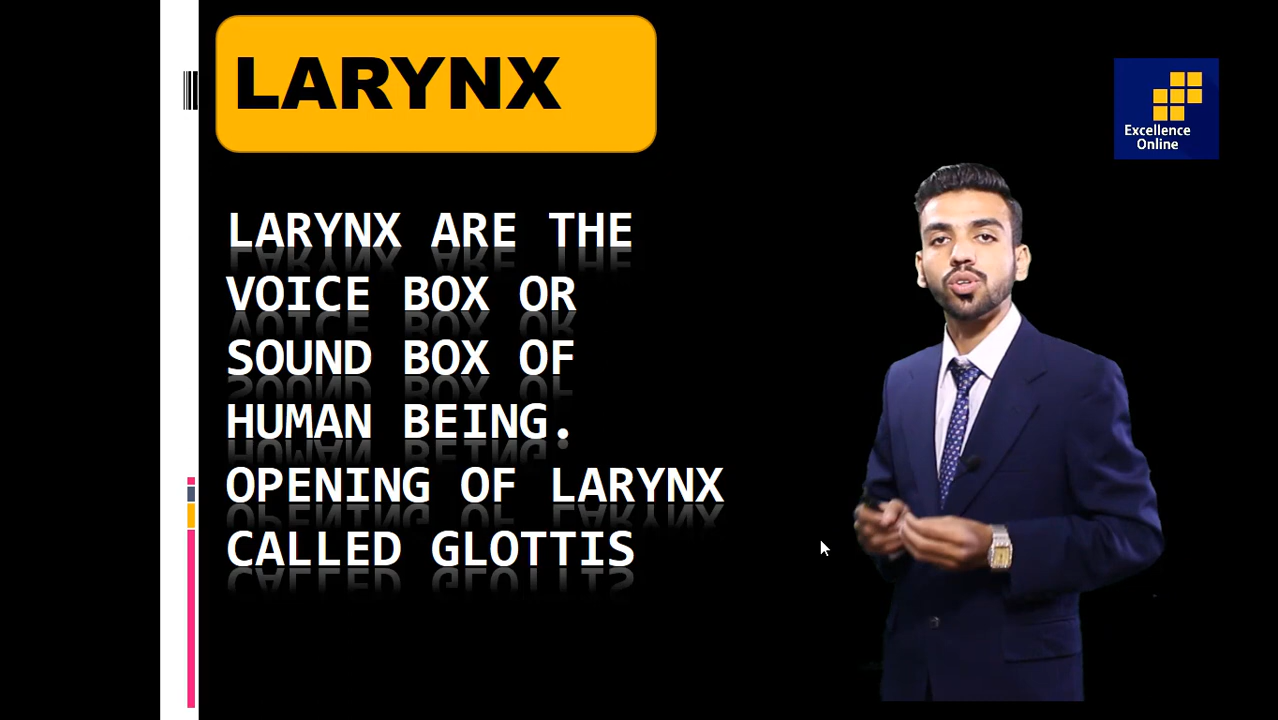 LARYNX
Excellence
Online
LARYNX ARE THE
VOICE BOX OR
SOUND BOX OF
HUMAN BEING.
OPENING OF LARYNX
CALLED GLOTTIS